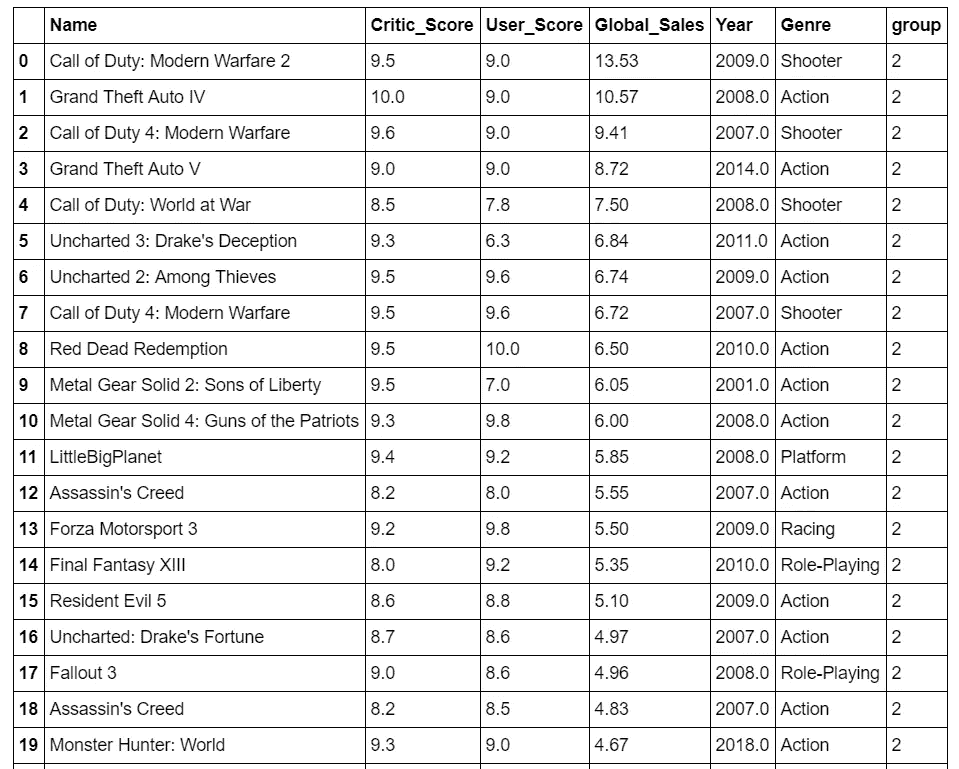 Name Critic_Score User_Score Global_Sales Year Genre group
0 Call of Duty: Modern Warfare 2 9.5 9.0 13.53 2009.0 Shooter 2
1 Grand Theft Auto IV 10.0 9.0 10.57 2008.0 Action 2
2 Call of Duty 4: Modern Warfare 9.6 9.0 9.41 2007.0 Shooter 2
3 Grand Theft Auto V 9.0 9.0 8.72 2014.0 Action 2
4 Call of Duty: World at War 8.5 7.8 7.50 2008.0 Shooter 2
5 Uncharted 3: Drake's Deception 9.3 6.3 6.84 2011.0 Action 2
6 Uncharted 2: Among Thieves 9.5 9.6 6.74 2009.0 Action 2
7 Call of Duty 4: Modern Warfare 9.5 9.6 6.72 2007.0 Shooter 2
8 Red Dead Redemption 9.5 10.0 6.50 2010.0 Action 2
9 Metal Gear Solid 2: Sons of Liberty 9.5 7.0 6.05 2001.0 Action 2
10 Metal Gear Solid 4: Guns of the Patriots 9.3 9.8 6.00 2008.0 Action 2
11 LittleBigPlanet 9.4 9.2 5.85 2008.0 Platform 2
12 Assassin's Creed 8.2 8.0 5.55 2007.0 Action 2
13 Forza Motorsport 3 9.2 9.8 5.50 2009.0 Racing 2
14 Final Fantasy XIII 8.0 9.2 5.35 2010.0 Role-Playing 2
15 Resident Evil 5 8.6 8.8 5.10 2009.0 Action 2
16 Uncharted: Drake's Fortune 8.7 8.6 4.97 2007.0 Action 2
17 Fallout 3 9.0 8.6 4.96 2008.0 Role-Playing 2
18 Assassin's Creed 8.2 8.5 4.83 2007.0 Action 2
19 Monster Hunter: World 9.3 9.0 4.67 2018.0 Action 2